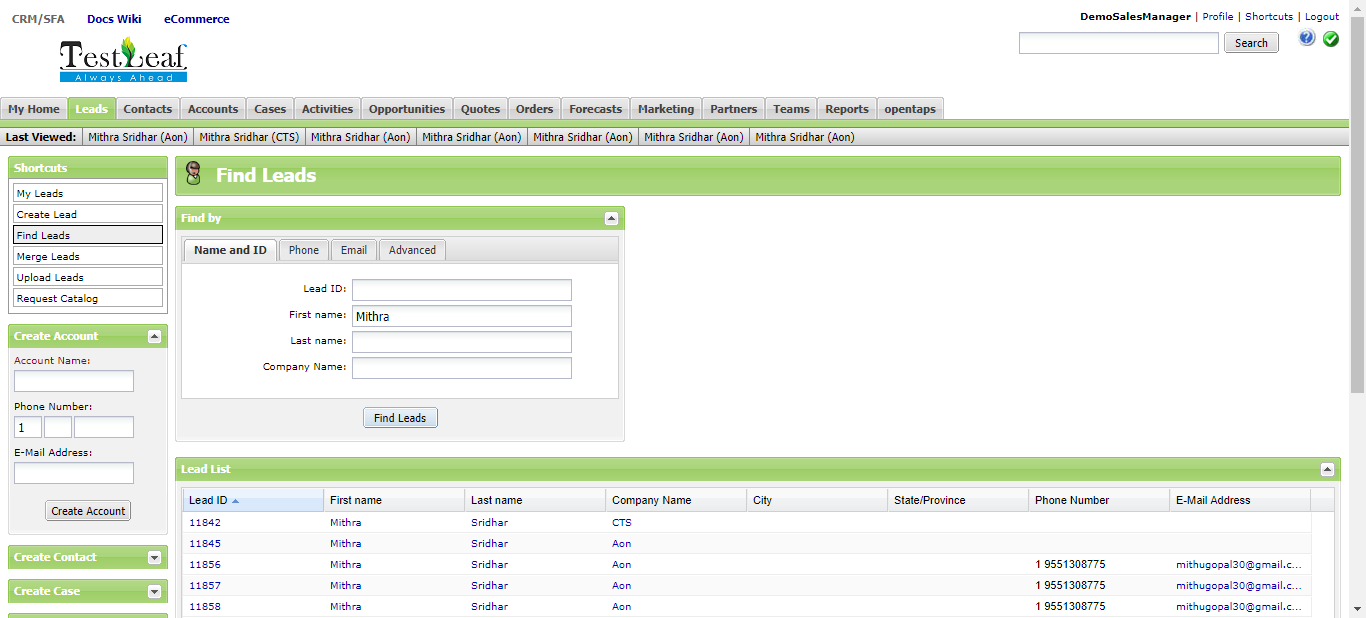 CRM/SFA Docs Wiki eCommerce
DemoSalesManager | Profile | Shortcuts | Logout
TestLeaf
Always Ahead
Search
My Home Leads Contacts Accounts Cases Activities Opportunities Quotes Orders Forecasts Marketing Partners Teams Reports opentaps
Last Viewed: Mithra Sridhar (Aon) Mithra Sridhar (CTS) Mithra Sridhar (Aon) Mithra Sridhar (Aon) Mithra Sridhar (Aon) Mithra Sridhar (Aon) Mithra Sridhar (Aon)
Shortcuts
My Leads
Create Lead
Find Leads
Merge Leads
Upload Leads
Request Catalog
Create Account
Account Name:
Phone Number:
1
E-Mail Address:
Create Account
Create Contact
Create Case
Find Leads
Find by
Name and ID Phone Email Advanced
Lead ID:
First name: Mithra
Last name:
Company Name:
Find Leads
Lead List
Lead ID First name Last name Company Name City State/Province Phone Number E-Mail Address
11842 Mithra Sridhar CTS
11845 Mithra Sridhar Aon
11856 Mithra Sridhar Aon 1 9551308775 mithugopal30@gmail.c...
11857 Mithra Sridhar Aon 1 9551308775 mithugopal30@gmail.c...
11858 Mithra Sridhar Aon 1 9551308775 mithugopal30@gmail.c...